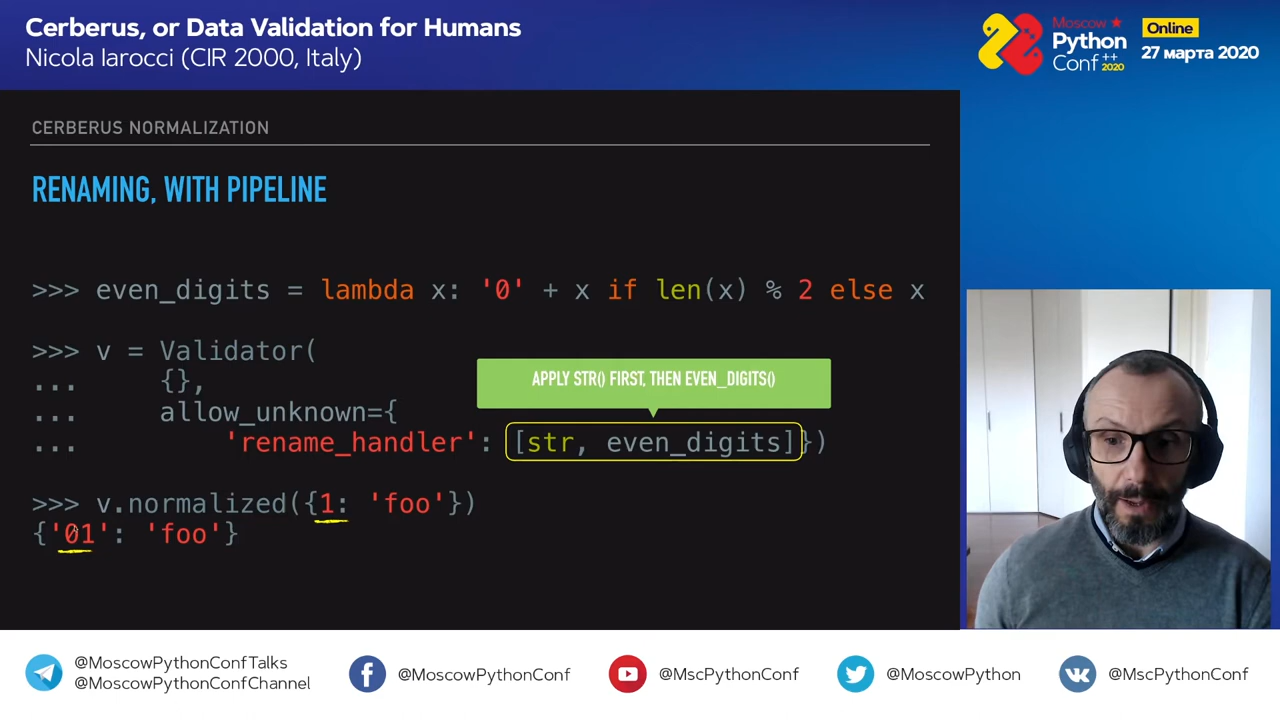 Cerberus, or Data Validation for Humans
Nicola Iarocci (CIR 2000, Italy)
Moscow
Python
Conf++
2020
Online
27 марта 2020
CERBERUS NORMALIZATION
RENAMING, WITH PIPELINE
>>> even_digits = lambda x: '0' + x if len(x) % 2 else x
>>> v = Validator(
... {},
... allow_unknown={
... 'rename_handler': [str, even_digits]})
APPLY STR() FIRST, THEN EVEN_DIGITS()
>>> v.normalized({1: 'foo'})
{'01': 'foo'}
@MoscowPythonConfTalks
@MoscowPythonConfChannel
@MoscowPythonConf
@MscPythonConf
@MoscowPython
@MscPythonConf